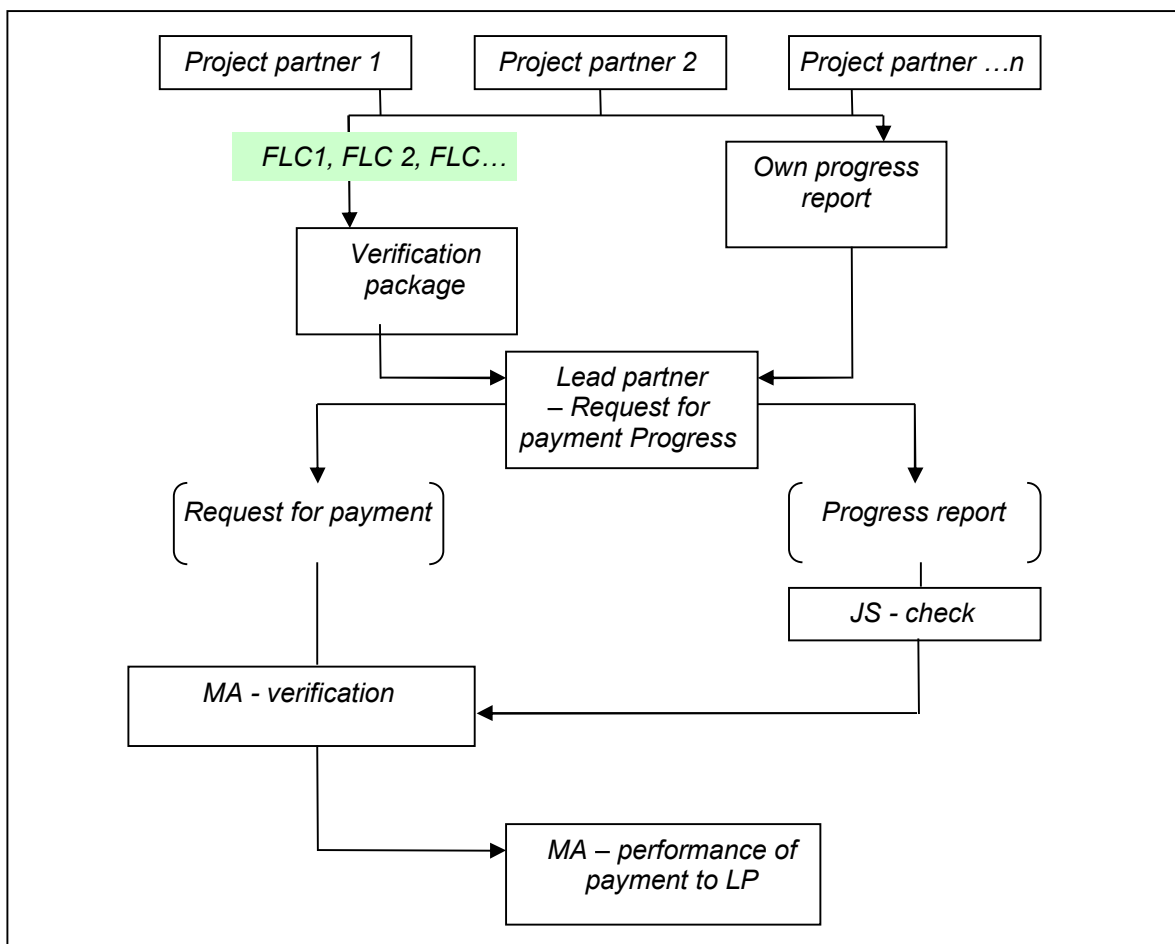 Project partner 1
Project partner 2
Project partner …n
FLC1, FLC 2, FLC…
Own progress
report
Verification
package
Lead partner
– Request for
payment Progress
Request for payment
Progress report
JS - check
MA - verification
MA – performance of
payment to LP